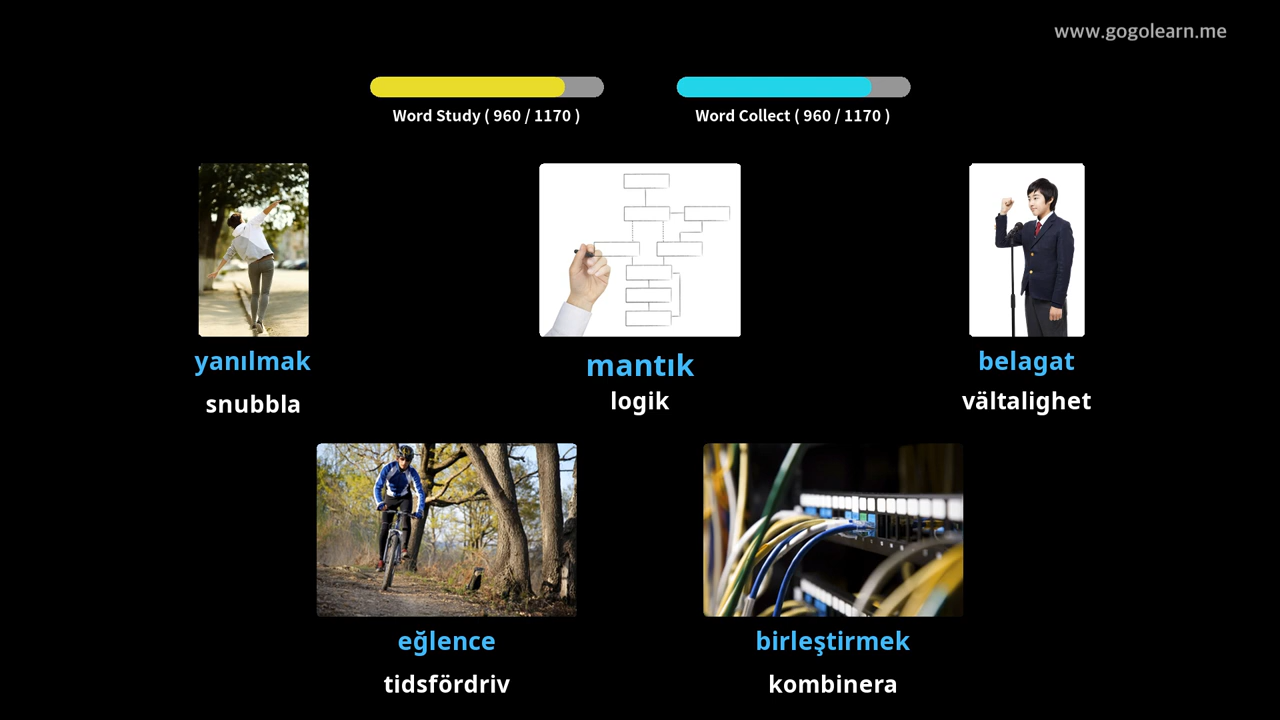 www.gogolearn.me
Word Study ( 960 / 1170 )
Word Collect ( 960 / 1170 )
yanılmak
snubbla
mantık
logik
belagat
vältalighet
eğlence
tidsfördriv
birleştirmek
kombinera